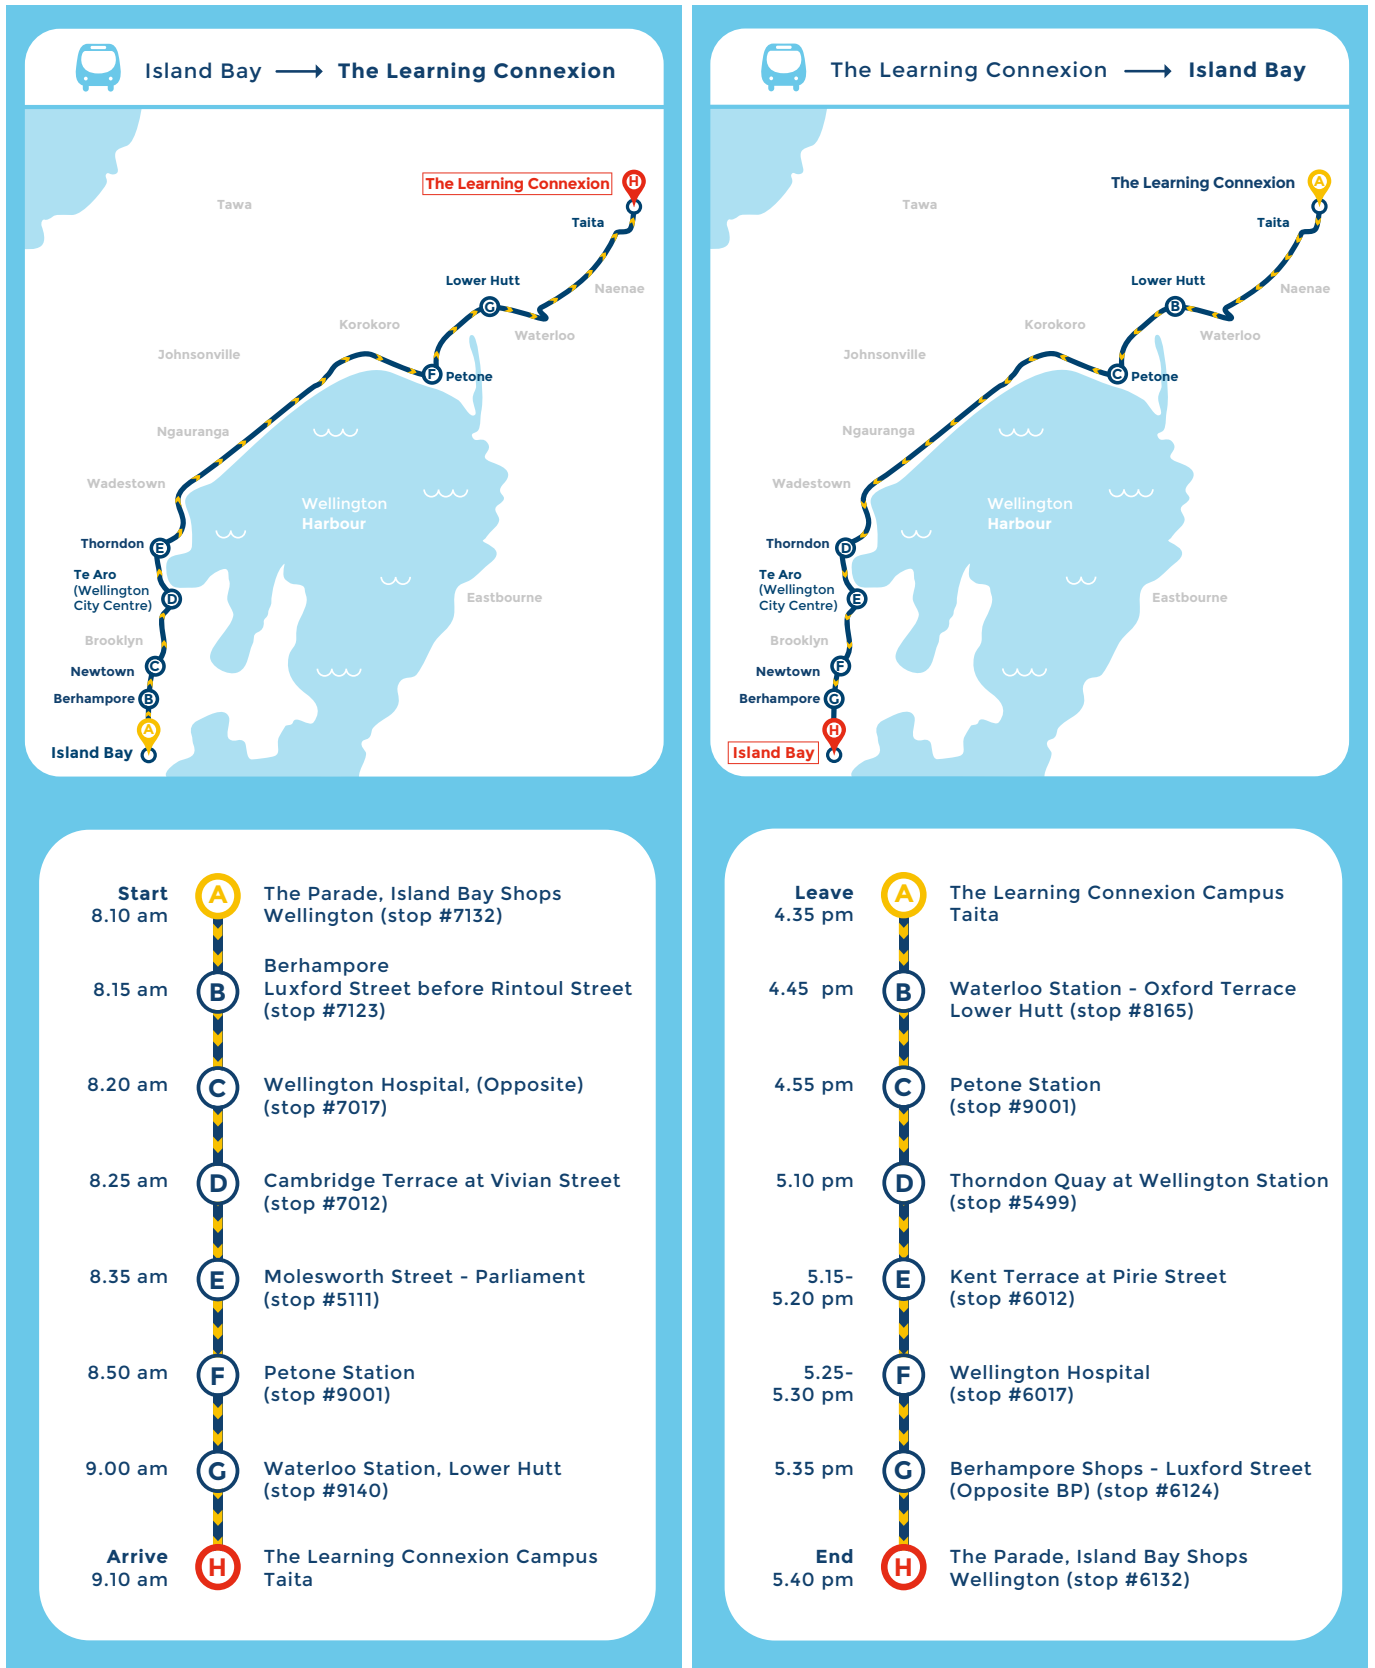 Island Bay → The Learning Connexion
Tawa
The Learning Connexion
H
Taita
Lower Hutt
G
Naenae
Korokoro
Waterloo
Johnsonville
F
Petone
Ngauranga
Wadestown
Wellington
Harbour
Thorndon
E
Te Aro
(Wellington
City Centre)
D
Eastbourne
Brooklyn
Newtown
C
Berhampore
B
A
Island Bay
Start
8.10 am
A
The Parade, Island Bay Shops
Wellington (stop #7132)
8.15 am
B
Berhampore
Luxford Street before Rintoul Street
(stop #7123)
8.20 am
C
Wellington Hospital, (Opposite)
(stop #7017)
8.25 am
D
Cambridge Terrace at Vivian Street
(stop #7012)
8.35 am
E
Molesworth Street - Parliament
(stop #5111)
8.50 am
F
Petone Station
(stop #9001)
9.00 am
G
Waterloo Station, Lower Hutt
(stop #9140)
Arrive
9.10 am
H
The Learning Connexion Campus
Taita
The Learning Connexion → Island Bay
Tawa
The Learning Connexion
A
Taita
Lower Hutt
B
Naenae
Korokoro
Waterloo
Johnsonville
C
Petone
Ngauranga
Wadestown
Wellington
Harbour
Thorndon
D
Te Aro
(Wellington
City Centre)
E
Eastbourne
Brooklyn
Newtown
F
Berhampore
G
H
Island Bay
Leave
4.35 pm
A
The Learning Connexion Campus
Taita
4.45 pm
B
Waterloo Station - Oxford Terrace
Lower Hutt (stop #8165)
4.55 pm
C
Petone Station
(stop #9001)
5.10 pm
D
Thorndon Quay at Wellington Station
(stop #5499)
5.15-
5.20 pm
E
Kent Terrace at Pirie Street
(stop #6012)
5.25-
5.30 pm
F
Wellington Hospital
(stop #6017)
5.35 pm
G
Berhampore Shops - Luxford Street
(Opposite BP) (stop #6124)
End
5.40 pm
H
The Parade, Island Bay Shops
Wellington (stop #6132)